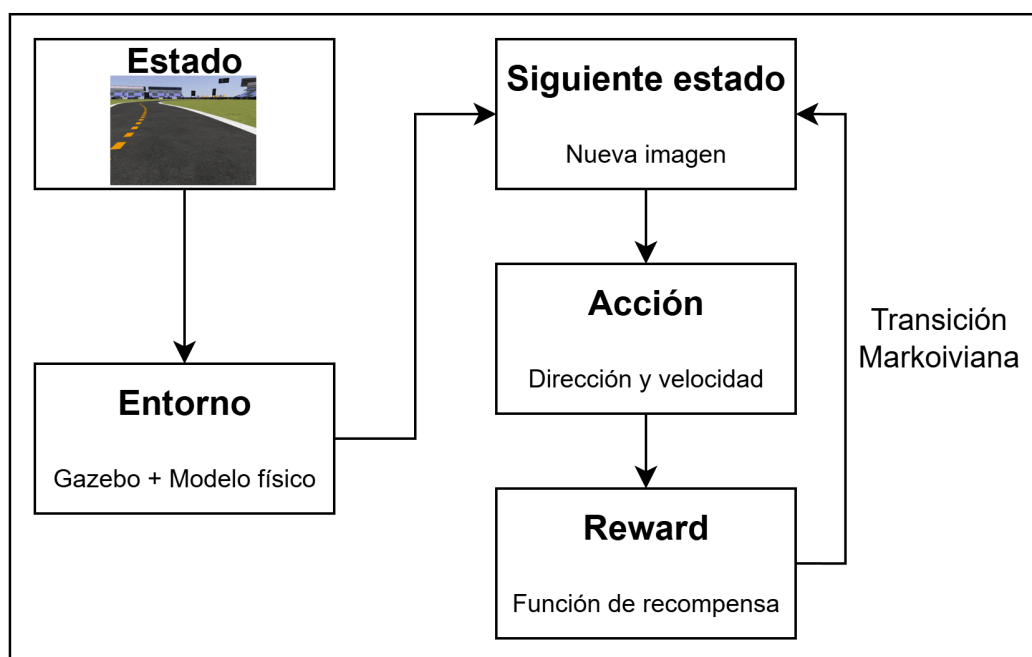 Estado
Entorno
Gazebo + Modelo físico
Siguiente estado
Nueva imagen
Acción
Dirección y velocidad
Reward
Función de recompensa
Transición
Markoiviana